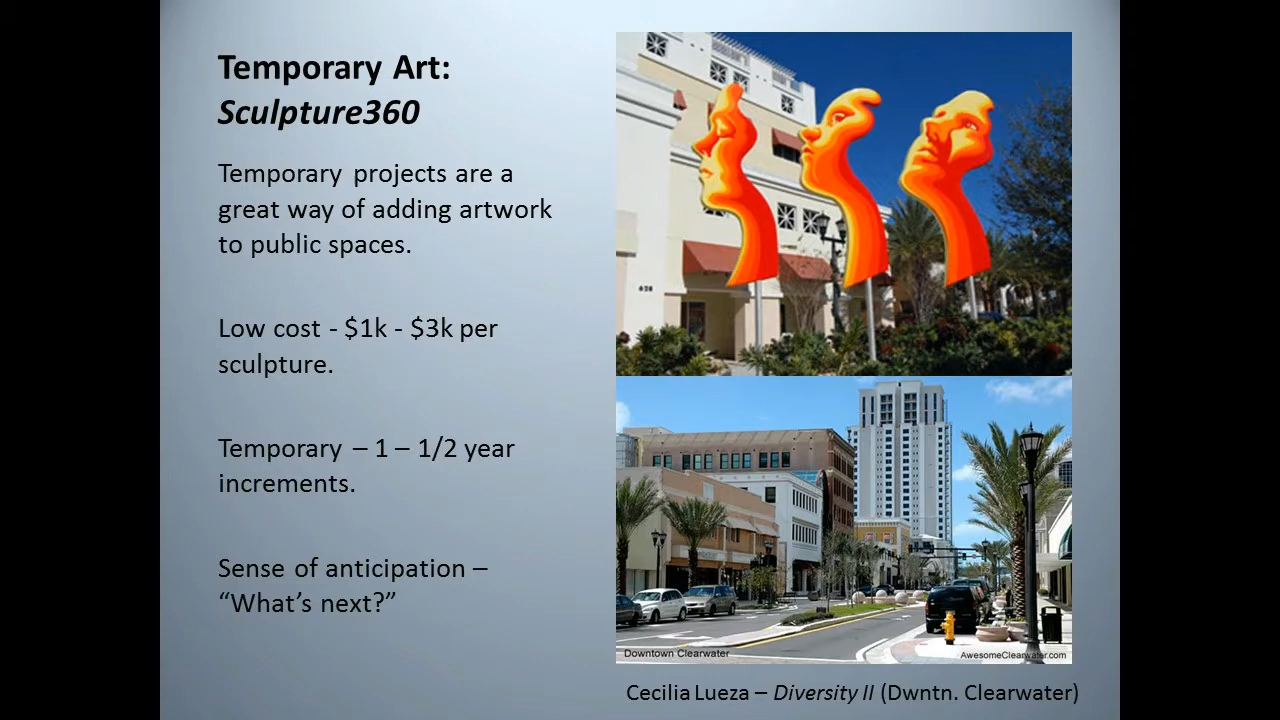 Temporary Art:
Sculpture360
Temporary projects are a
great way of adding artwork
to public spaces.
Low cost - $1k - $3k per
sculpture.
Temporary – 1 – 1/2 year
increments.
Sense of anticipation –
“What’s next?”
628
Downtown Clearwater
AwesomeClearwater.com
Cecilia Lueza – Diversity II (Dwntn. Clearwater)